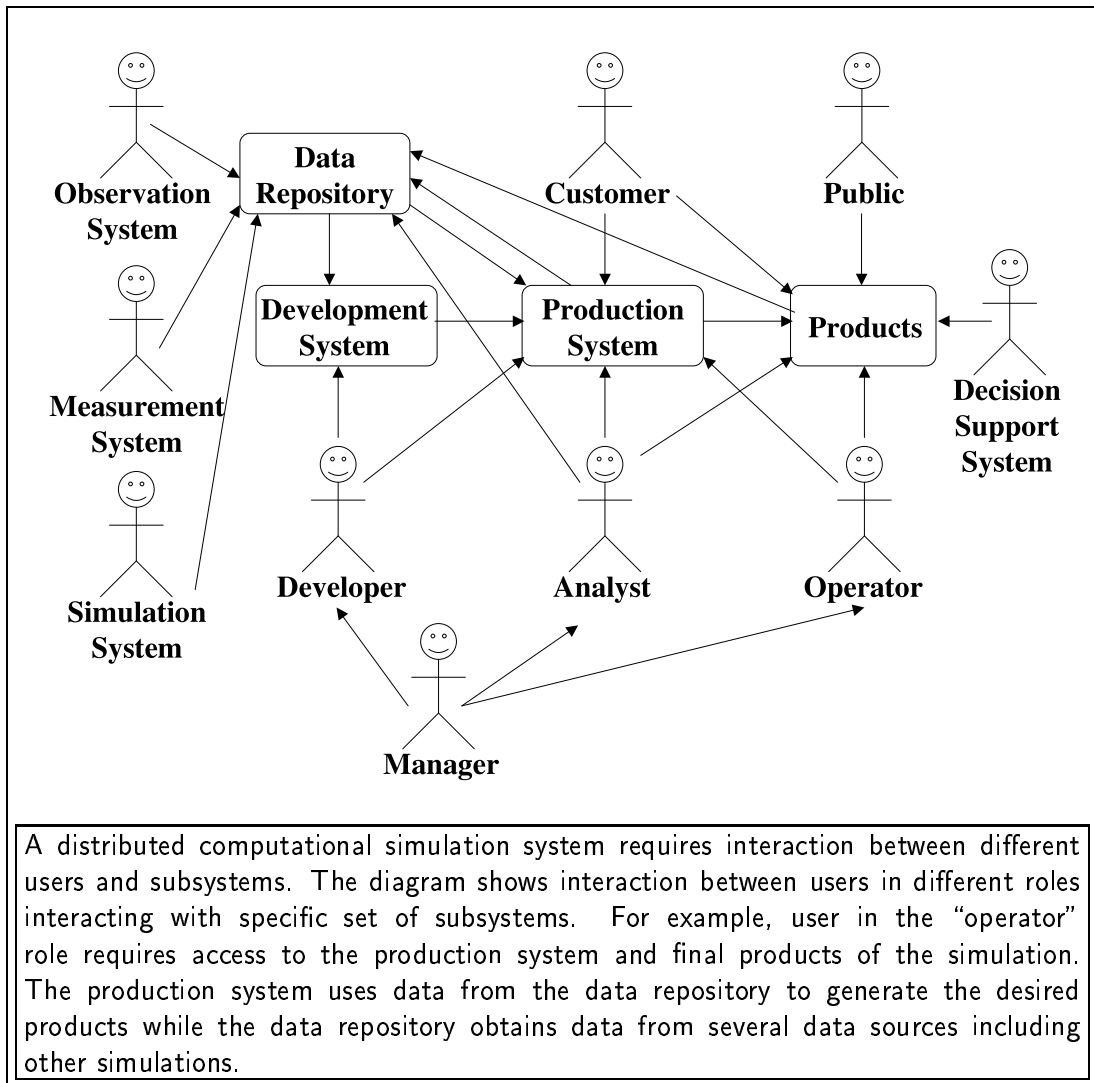 Observation
System
Data
Repository
Customer
Public
Development
System
Production
System
Products
Measurement
System
Decision
Support
System
Simulation
System
Developer
Analyst
Operator
Manager
A distributed computational simulation system requires interaction between different
users and subsystems. The diagram shows interaction between users in different roles
interacting with specific set of subsystems. For example, user in the “operator”
role requires access to the production system and final products of the simulation.
The production system uses data from the data repository to generate the desired
products while the data repository obtains data from several data sources including
other simulations.